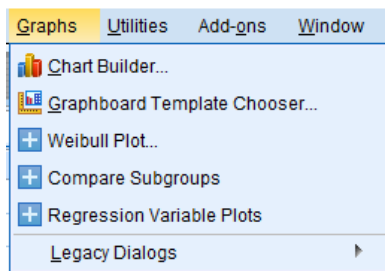 Graphs Utilities Add-ons Window
Chart Builder...
Graphboard Template Chooser...
Weibull Plot...
Compare Subgroups
Regression Variable Plots
Legacy Dialogs